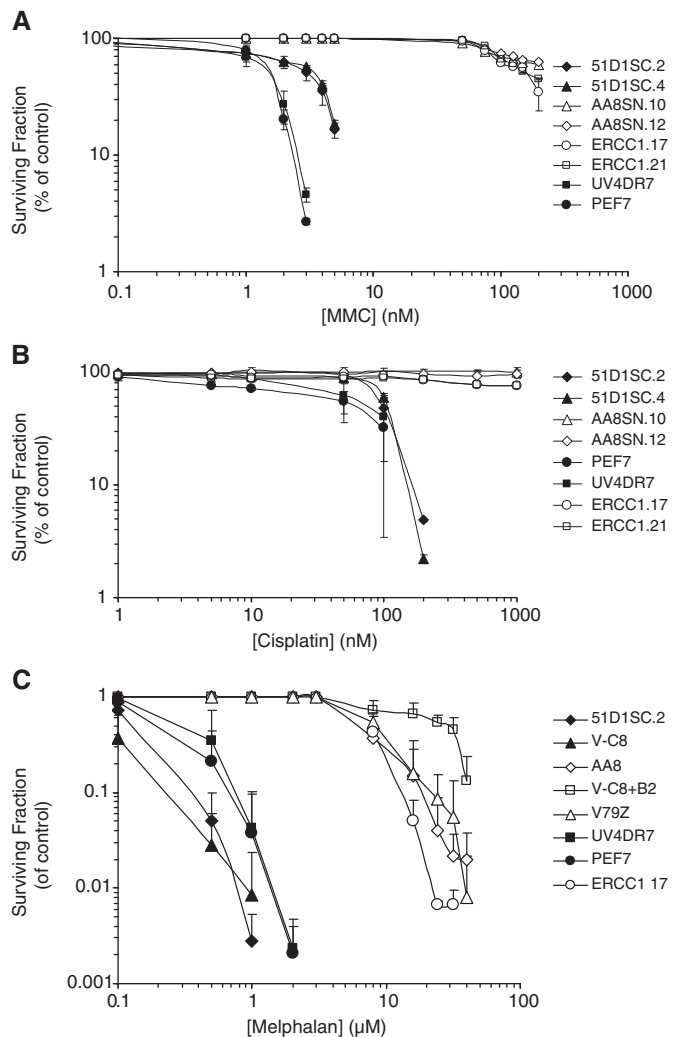 A
Surviving Fraction
(% of control)
100
10
1
0.1
1
10
100
1000
[MMC] (nM)
51D1SC.2
51D1SC.4
AA8SN.10
AA8SN.12
ERCC1.17
ERCC1.21
UV4DR7
PEF7
B
Surviving Fraction
(% of control)
100
10
1
1
10
100
1000
[Cisplatin] (nM)
51D1SC.2
51D1SC.4
AA8SN.10
AA8SN.12
PEF7
UV4DR7
ERCC1.17
ERCC1.21
C
Surviving Fraction
(of control)
1
0.1
0.01
0.001
0.1
1
10
100
[Melphalan] (µM)
51D1SC.2
V-C8
AA8
V-C8+B2
V79Z
UV4DR7
PEF7
ERCC1 17